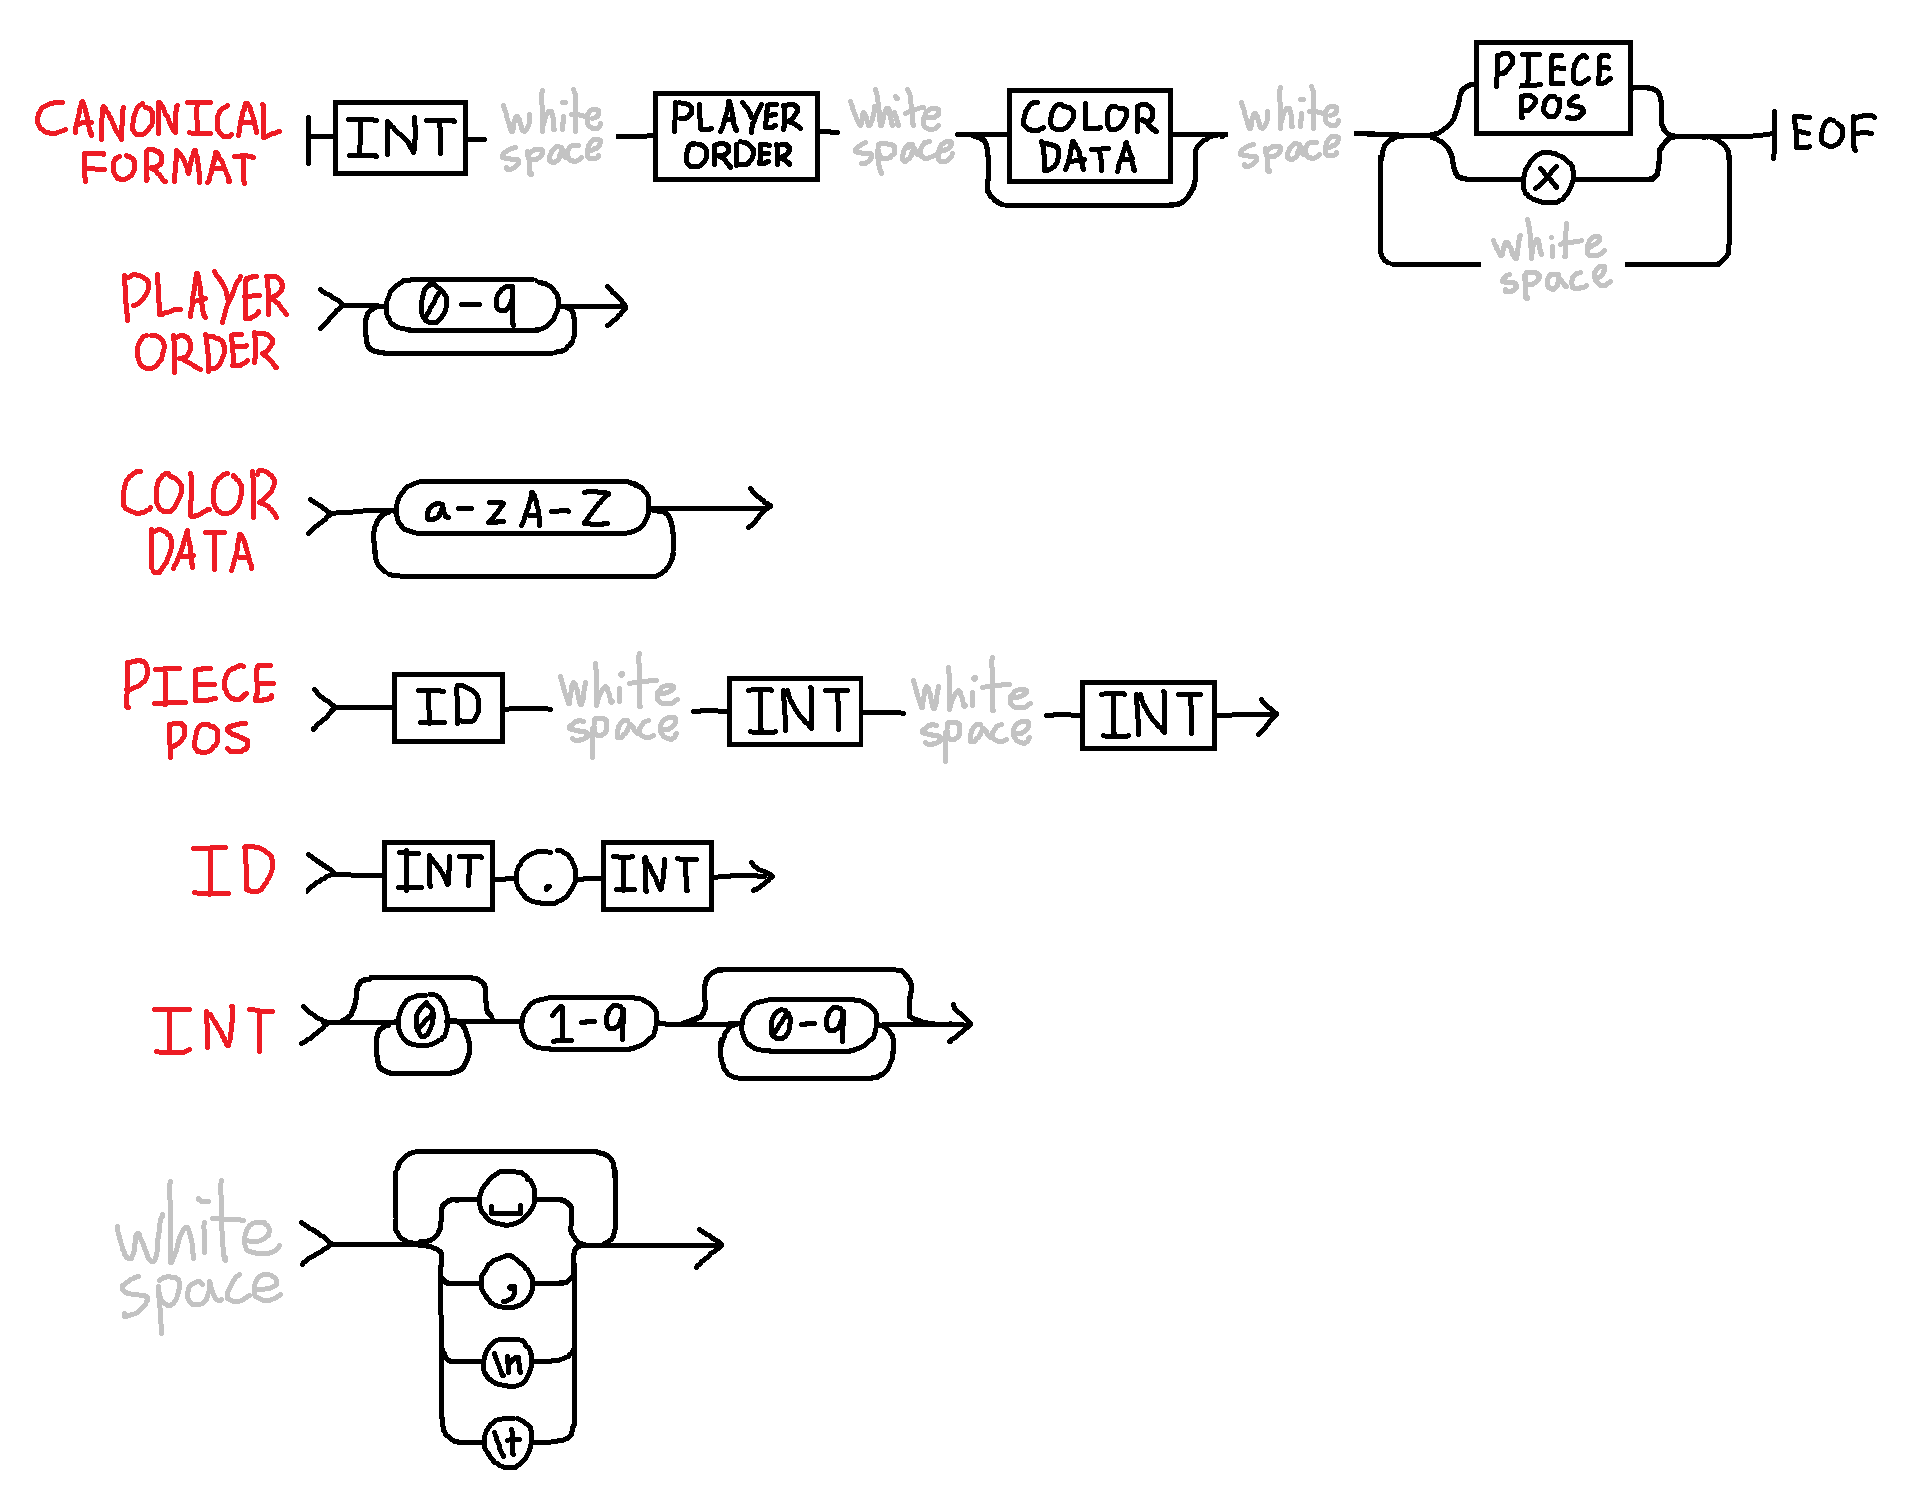 CANONICAL FORMAT INT white space PLAYER ORDER white space COLOR DATA white space PIECE POS EOF
X
white space
PLAYER ORDER 0-9
COLOR DATA a-z A-Z
PIECE POS ID white space INT white space INT
ID INT . INT
INT 0 1-9 0-9
white space ␣
,
\n
\t